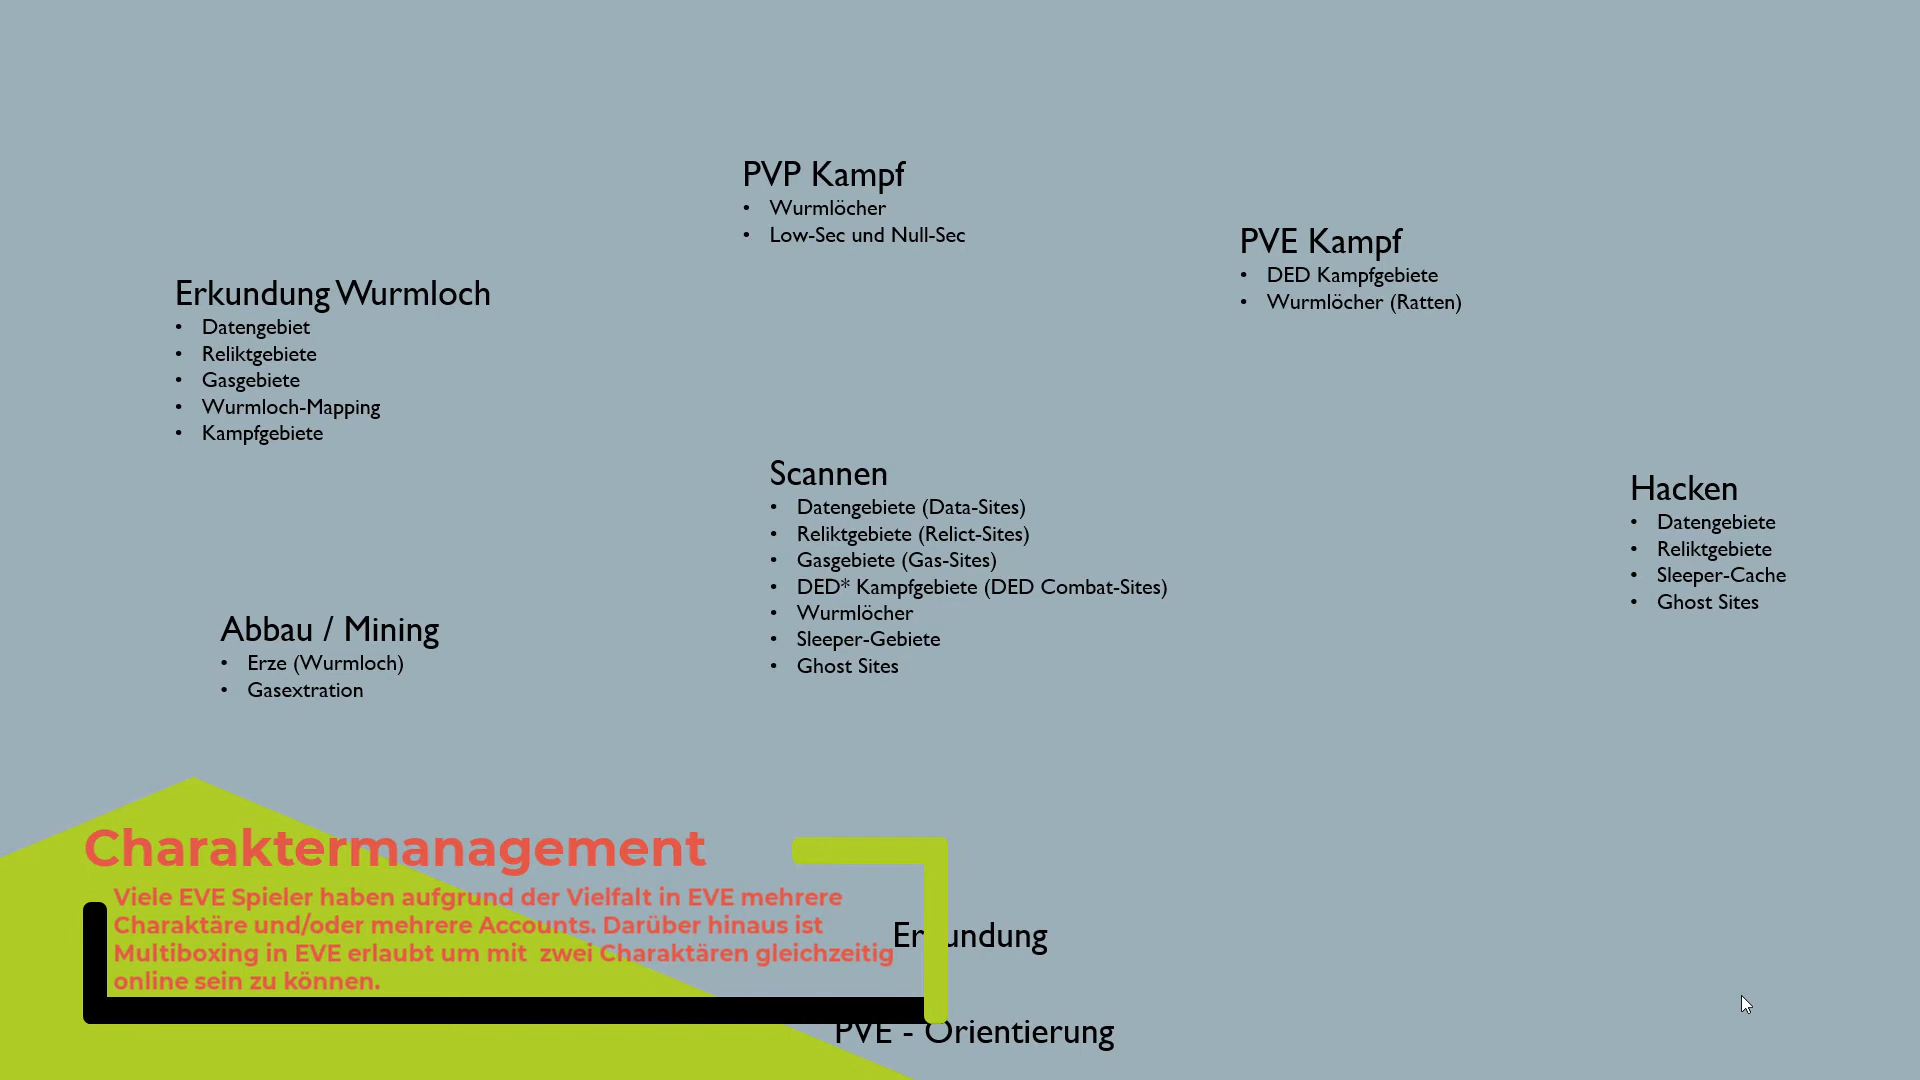 PVP Kampf
• Wurmlöcher
• Low-Sec und Null-Sec
PVE Kampf
• DED Kampfgebiete
• Wurmlöcher (Ratten)
Erkundung Wurmloch
• Datengebiet
• Reliktgebiete
• Gasgebiete
• Wurmloch-Mapping
• Kampfgebiete
Scannen
• Datengebiete (Data-Sites)
• Reliktgebiete (Relict-Sites)
• Gasgebiete (Gas-Sites)
• DED* Kampfgebiete (DED Combat-Sites)
• Wurmlöcher
• Sleeper-Gebiete
• Ghost Sites
Hacken
• Datengebiete
• Reliktgebiete
• Sleeper-Cache
• Ghost Sites
Abbau / Mining
• Erze (Wurmloch)
• Gasextration
Charaktermanagement
Viele EVE Spieler haben aufgrund der Vielfalt in EVE mehrere
Charaktäre und/oder mehrere Accounts. Darüber hinaus ist
Multiboxing in EVE erlaubt um mit  zwei Charaktären gleichzeitig
online sein zu können.
Erkundung
PVE - Orientierung